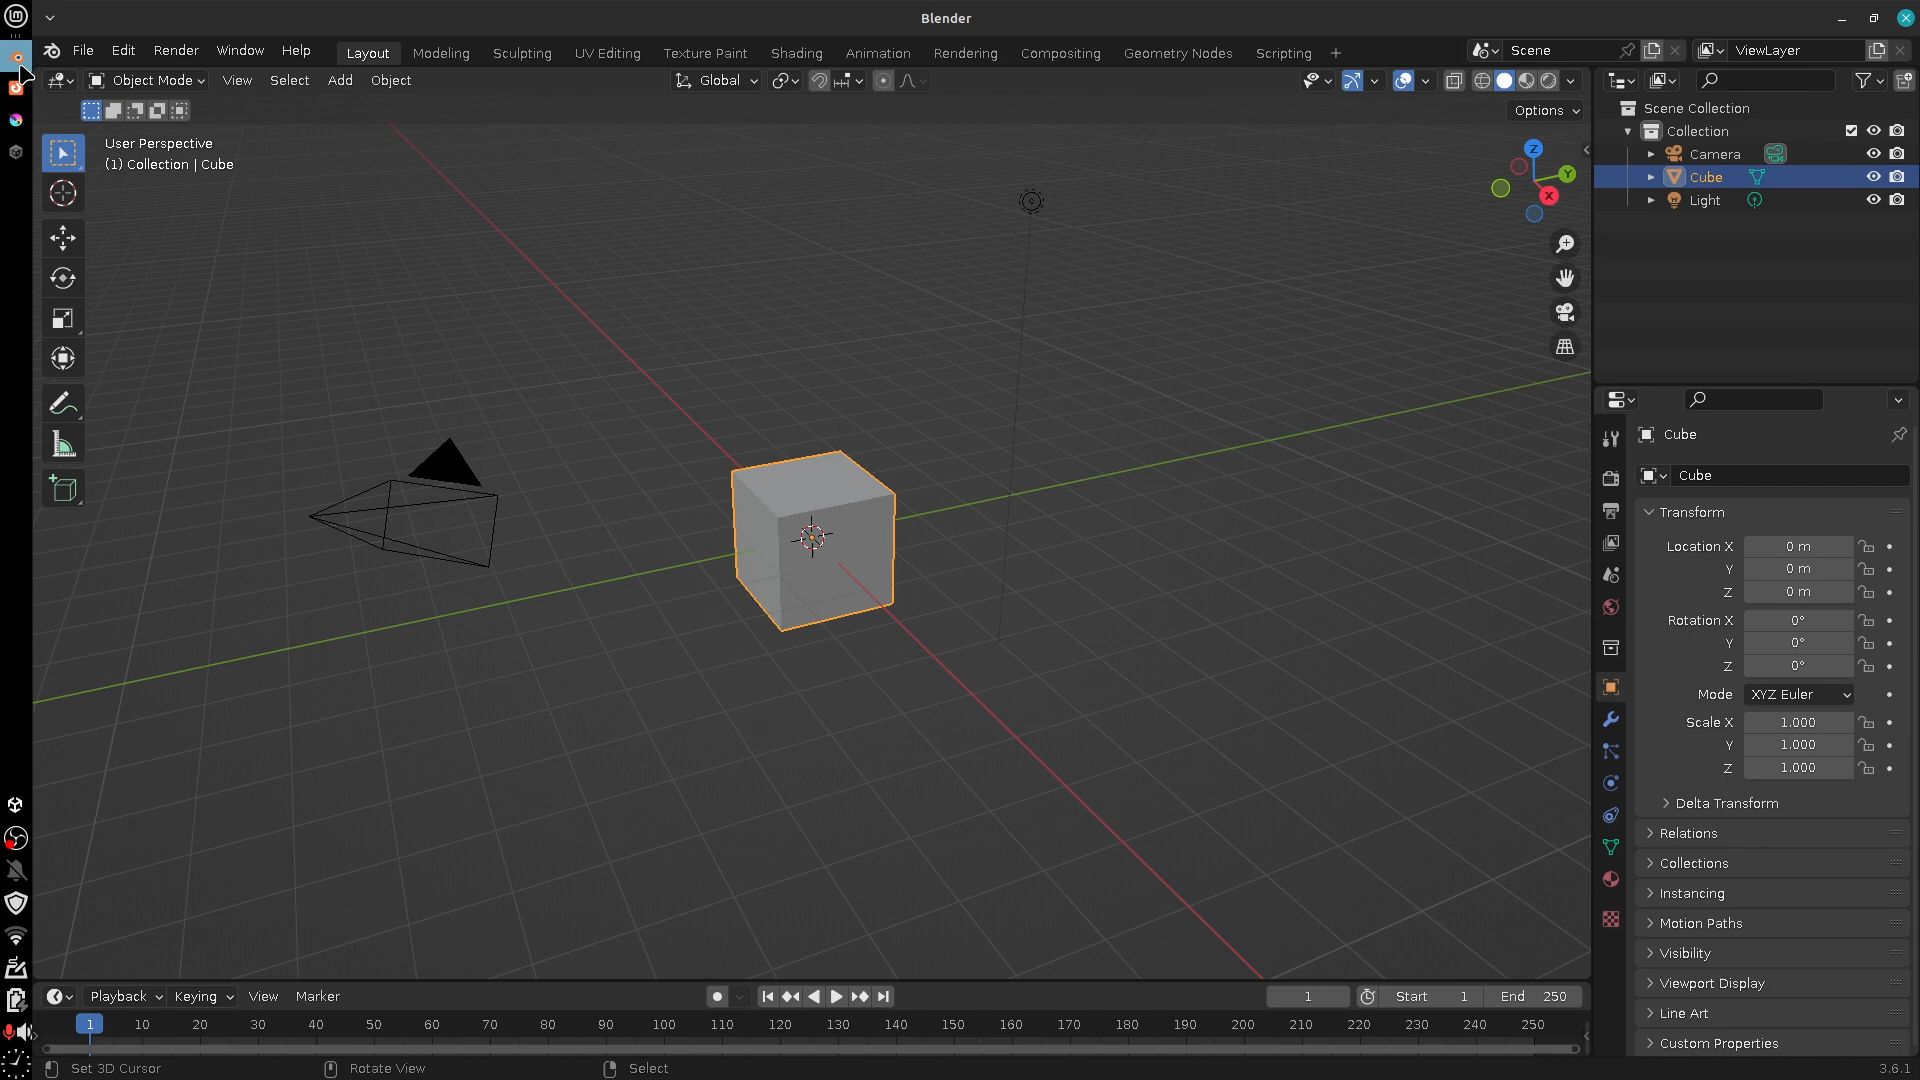 Blender
File Edit Render Window Help Layout Modeling Sculpting UV Editing Texture Paint Shading Animation Rendering Compositing Geometry Nodes Scripting + Scene ViewLayer
Object Mode View Select Add Object Global
Options
User Perspective
(1) Collection | Cube
Z
Y
X
Scene Collection
Collection
Camera
Cube
Light
Cube
Cube
Transform
Location X 0 m
Y 0 m
Z 0 m
Rotation X 0°
Y 0°
Z 0°
Mode XYZ Euler
Scale X 1.000
Y 1.000
Z 1.000
Delta Transform
Relations
Collections
Instancing
Motion Paths
Visibility
Viewport Display
Line Art
Custom Properties
Playback Keying View Marker 1 Start 1 End 250
1 10 20 30 40 50 60 70 80 90 100 110 120 130 140 150 160 170 180 190 200 210 220 230 240 250
Set 3D Cursor Rotate View Select 3.6.1